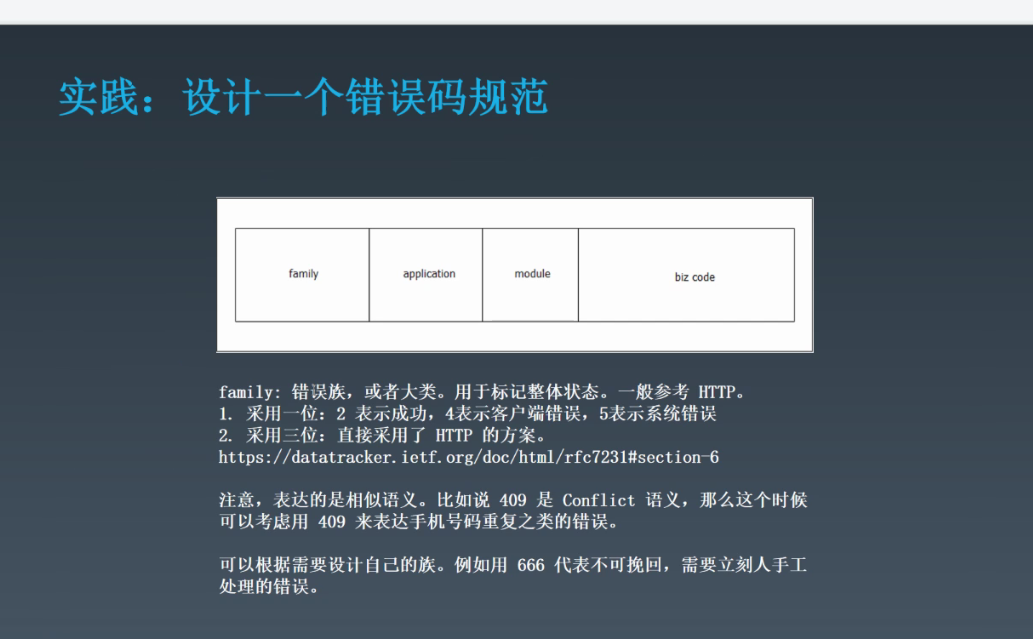 实践：设计一个错误码规范
family
application
module
biz code
family: 错误族，或者大类。用于标记整体状态。一般参考 HTTP。
1. 采用一位：2 表示成功，4表示客户端错误，5表示系统错误
2. 采用三位：直接采用了 HTTP 的方案。
https://datatracker.ietf.org/doc/html/rfc7231#section-6
注意，表达的是相似语义。比如说 409 是 Conflict 语义，那么这个时候
可以考虑用 409 来表达手机号码重复之类的错误。
可以根据需要设计自己的族。例如用 666 代表不可挽回，需要立刻人手工
处理的错误。